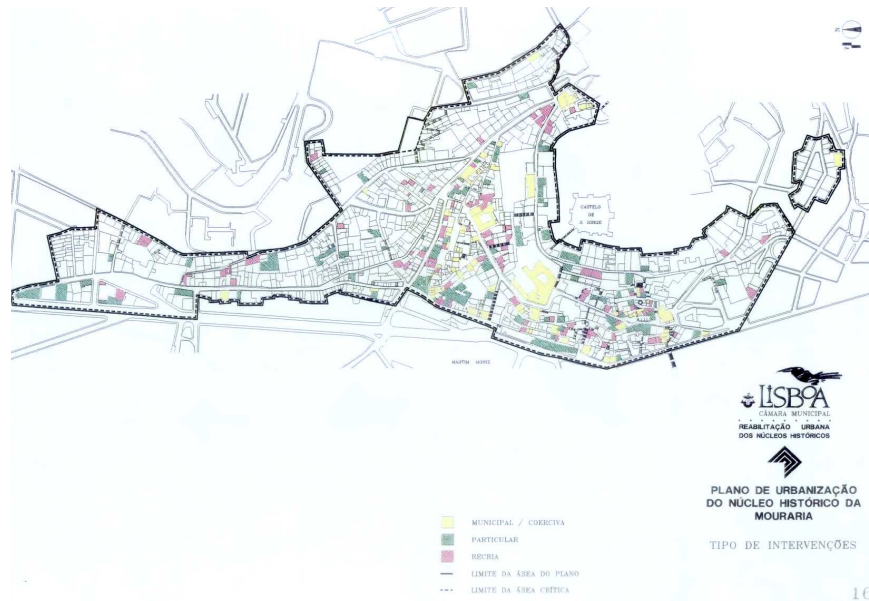 CASTELO
DE
S. JORGE
MARTIM MONIZ
LISBOA
CÂMARA MUNICIPAL
REABILITAÇÃO URBANA
DOS NÚCLEOS HISTÓRICOS
PLANO DE URBANIZAÇÃO
DO NÚCLEO HISTÓRICO DA
MOURARIA
TIPO DE INTERVENÇÕES
MUNICIPAL / COERCIVA
PARTICULAR
RECRIA
LIMITE DA ÁREA DO PLANO
LIMITE DA ÁREA CRÍTICA
16